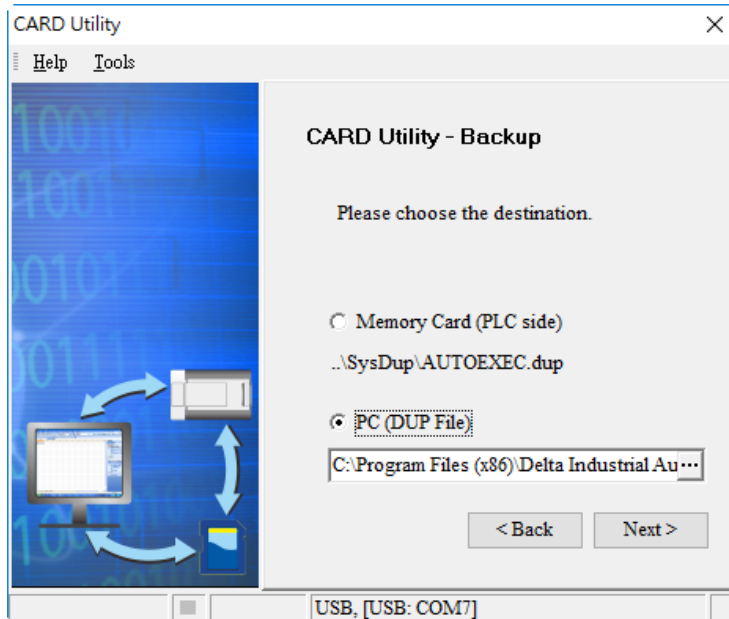 CARD Utility
Help Tools
CARD Utility - Backup
Please choose the destination.
Memory Card (PLC side)
..\SysDup\AUTOEXEC.dup
PC (DUP File)
C:\Program Files (x86)\Delta Industrial Au ...
< Back Next >
USB, [USB: COM7]